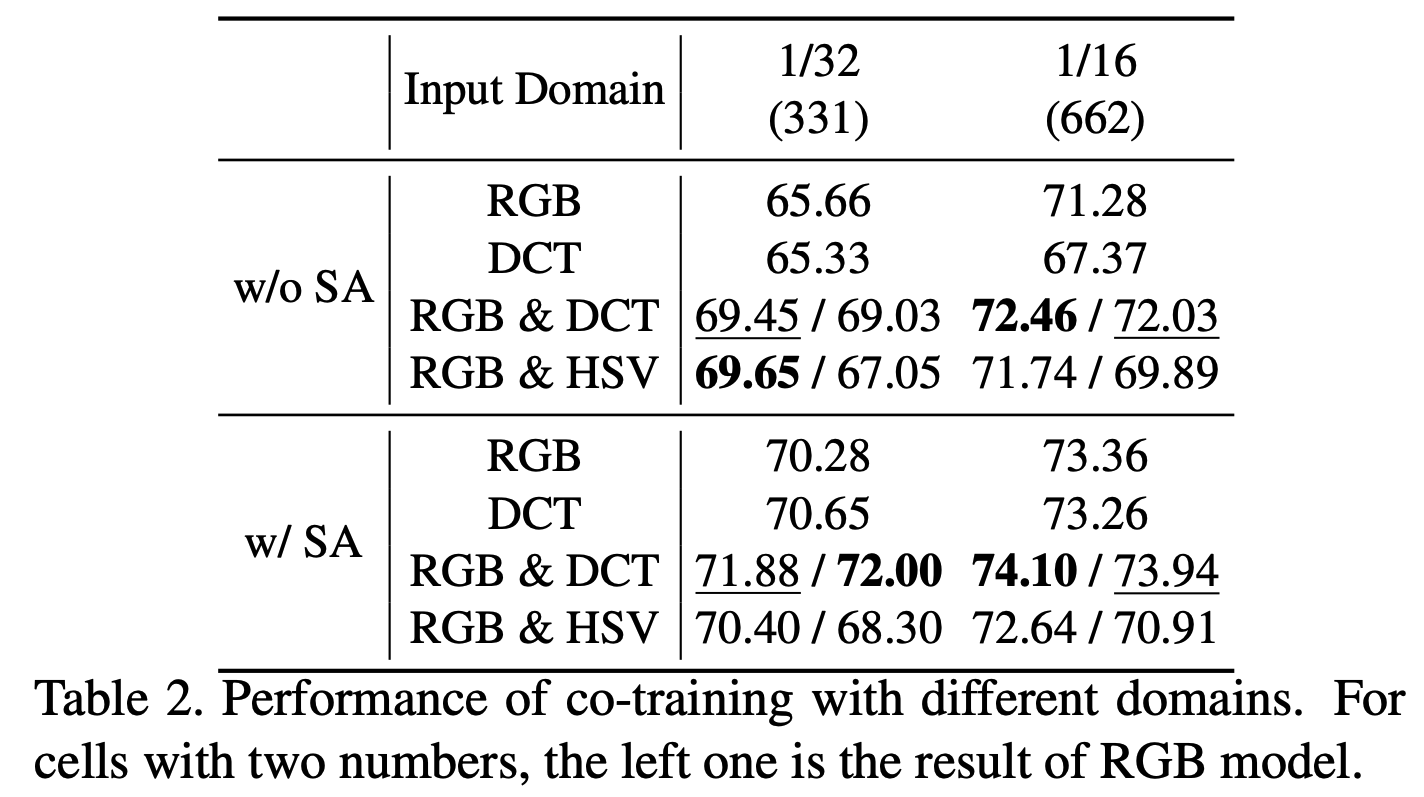 Input Domain 1/32 1/16
(331) (662)
RGB 65.66 71.28
DCT 65.33 67.37
w/o SA
RGB & DCT 69.45 / 69.03 72.46 / 72.03
RGB & HSV 69.65 / 67.05 71.74 / 69.89
RGB 70.28 73.36
DCT 70.65 73.26
w/ SA
RGB & DCT 71.88 / 72.00 74.10 / 73.94
RGB & HSV 70.40 / 68.30 72.64 / 70.91
Table 2. Performance of co-training with different domains. For
cells with two numbers, the left one is the result of RGB model.